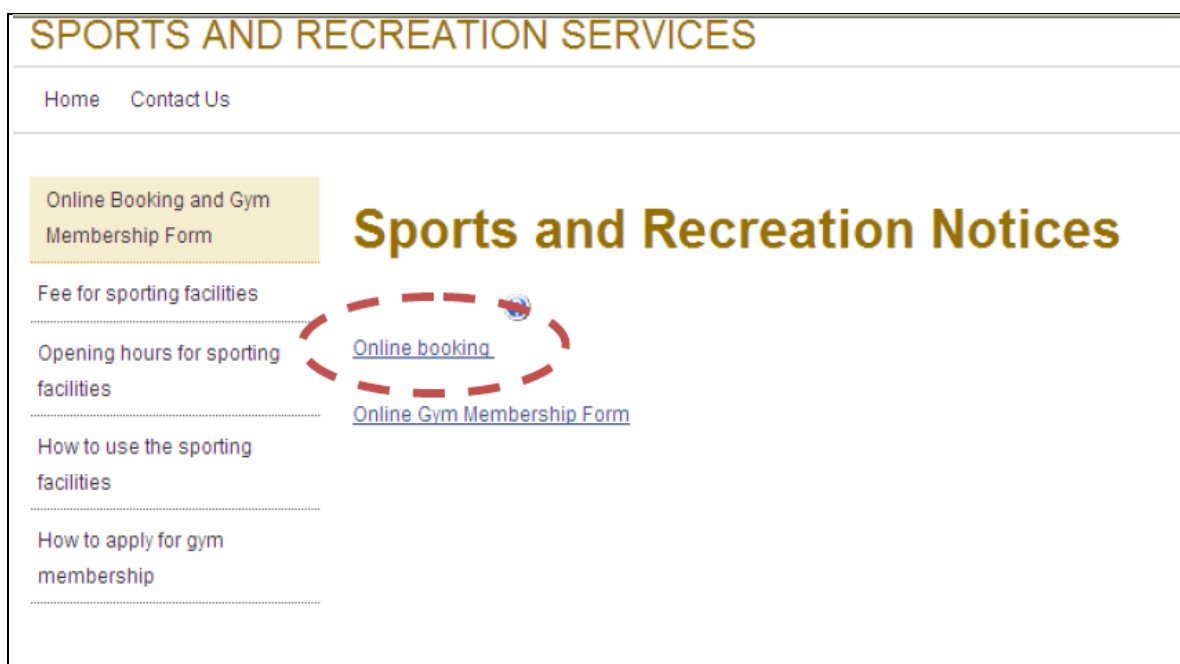 SPORTS AND RECREATION SERVICES
Home Contact Us
Online Booking and Gym
Membership Form
Fee for sporting facilities
Opening hours for sporting
facilities
How to use the sporting
facilities
How to apply for gym
membership
Sports and Recreation Notices
Online booking
Online Gym Membership Form